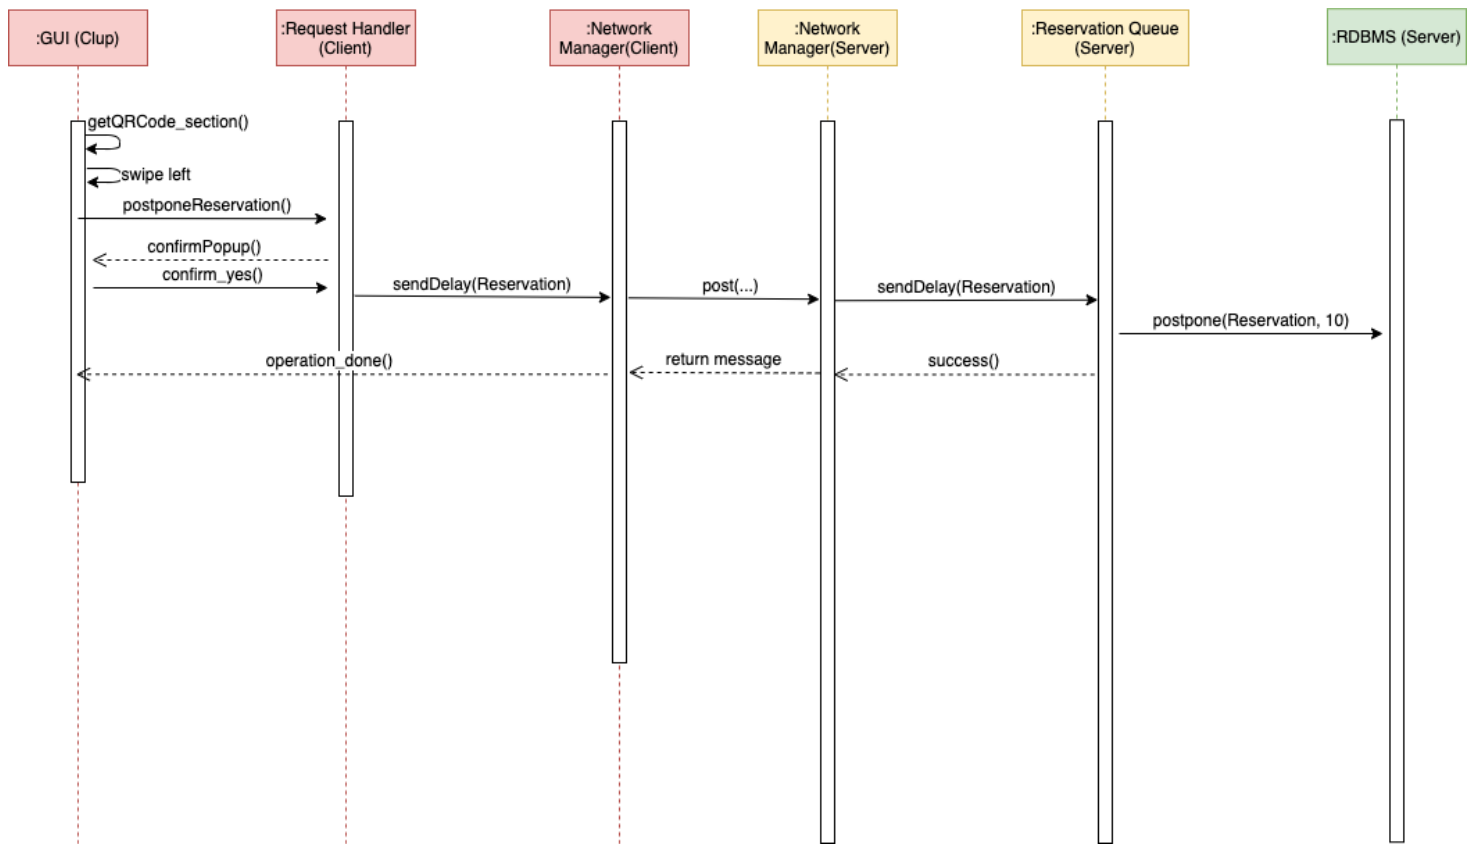 :GUI (Clup)
:Request Handler
(Client)
:Network
Manager(Client)
:Network
Manager(Server)
:Reservation Queue
(Server)
:RDBMS (Server)
getQRCode_section()
swipe left
postponeReservation()
confirmPopup()
confirm_yes()
sendDelay(Reservation)
post(...)
sendDelay(Reservation)
postpone(Reservation, 10)
operation_done()
return message
success()